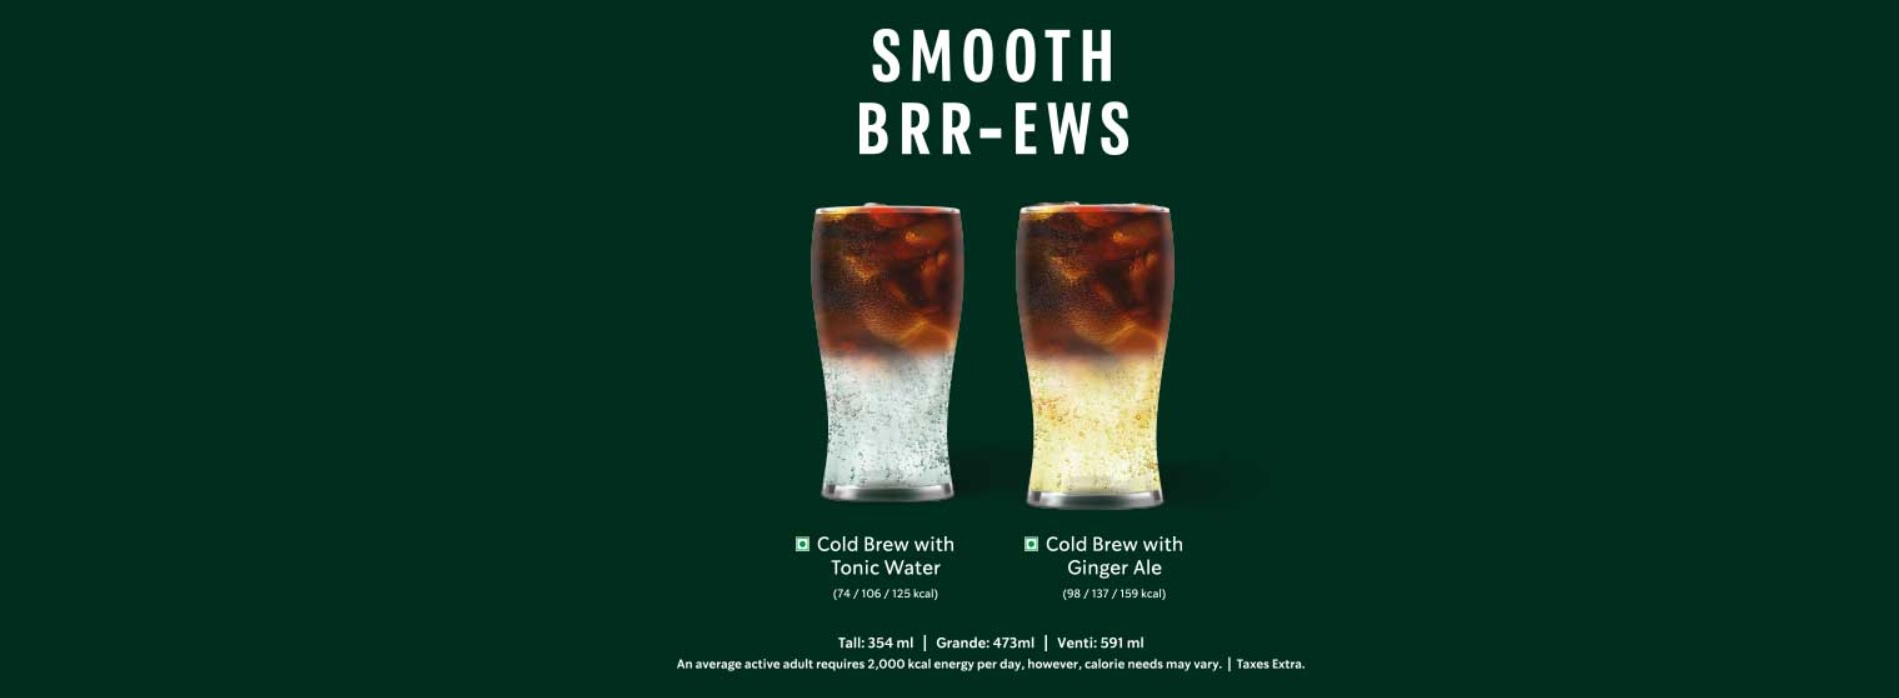 SMOOTH
BRR-EWS
Cold Brew with
Tonic Water
(74 / 106 / 125 kcal)
Cold Brew with
Ginger Ale
(98 / 137 / 159 kcal)
Tall: 354 ml | Grande: 473ml | Venti: 591 ml
An average active adult requires 2,000 kcal energy per day, however, calorie needs may vary. | Taxes Extra.